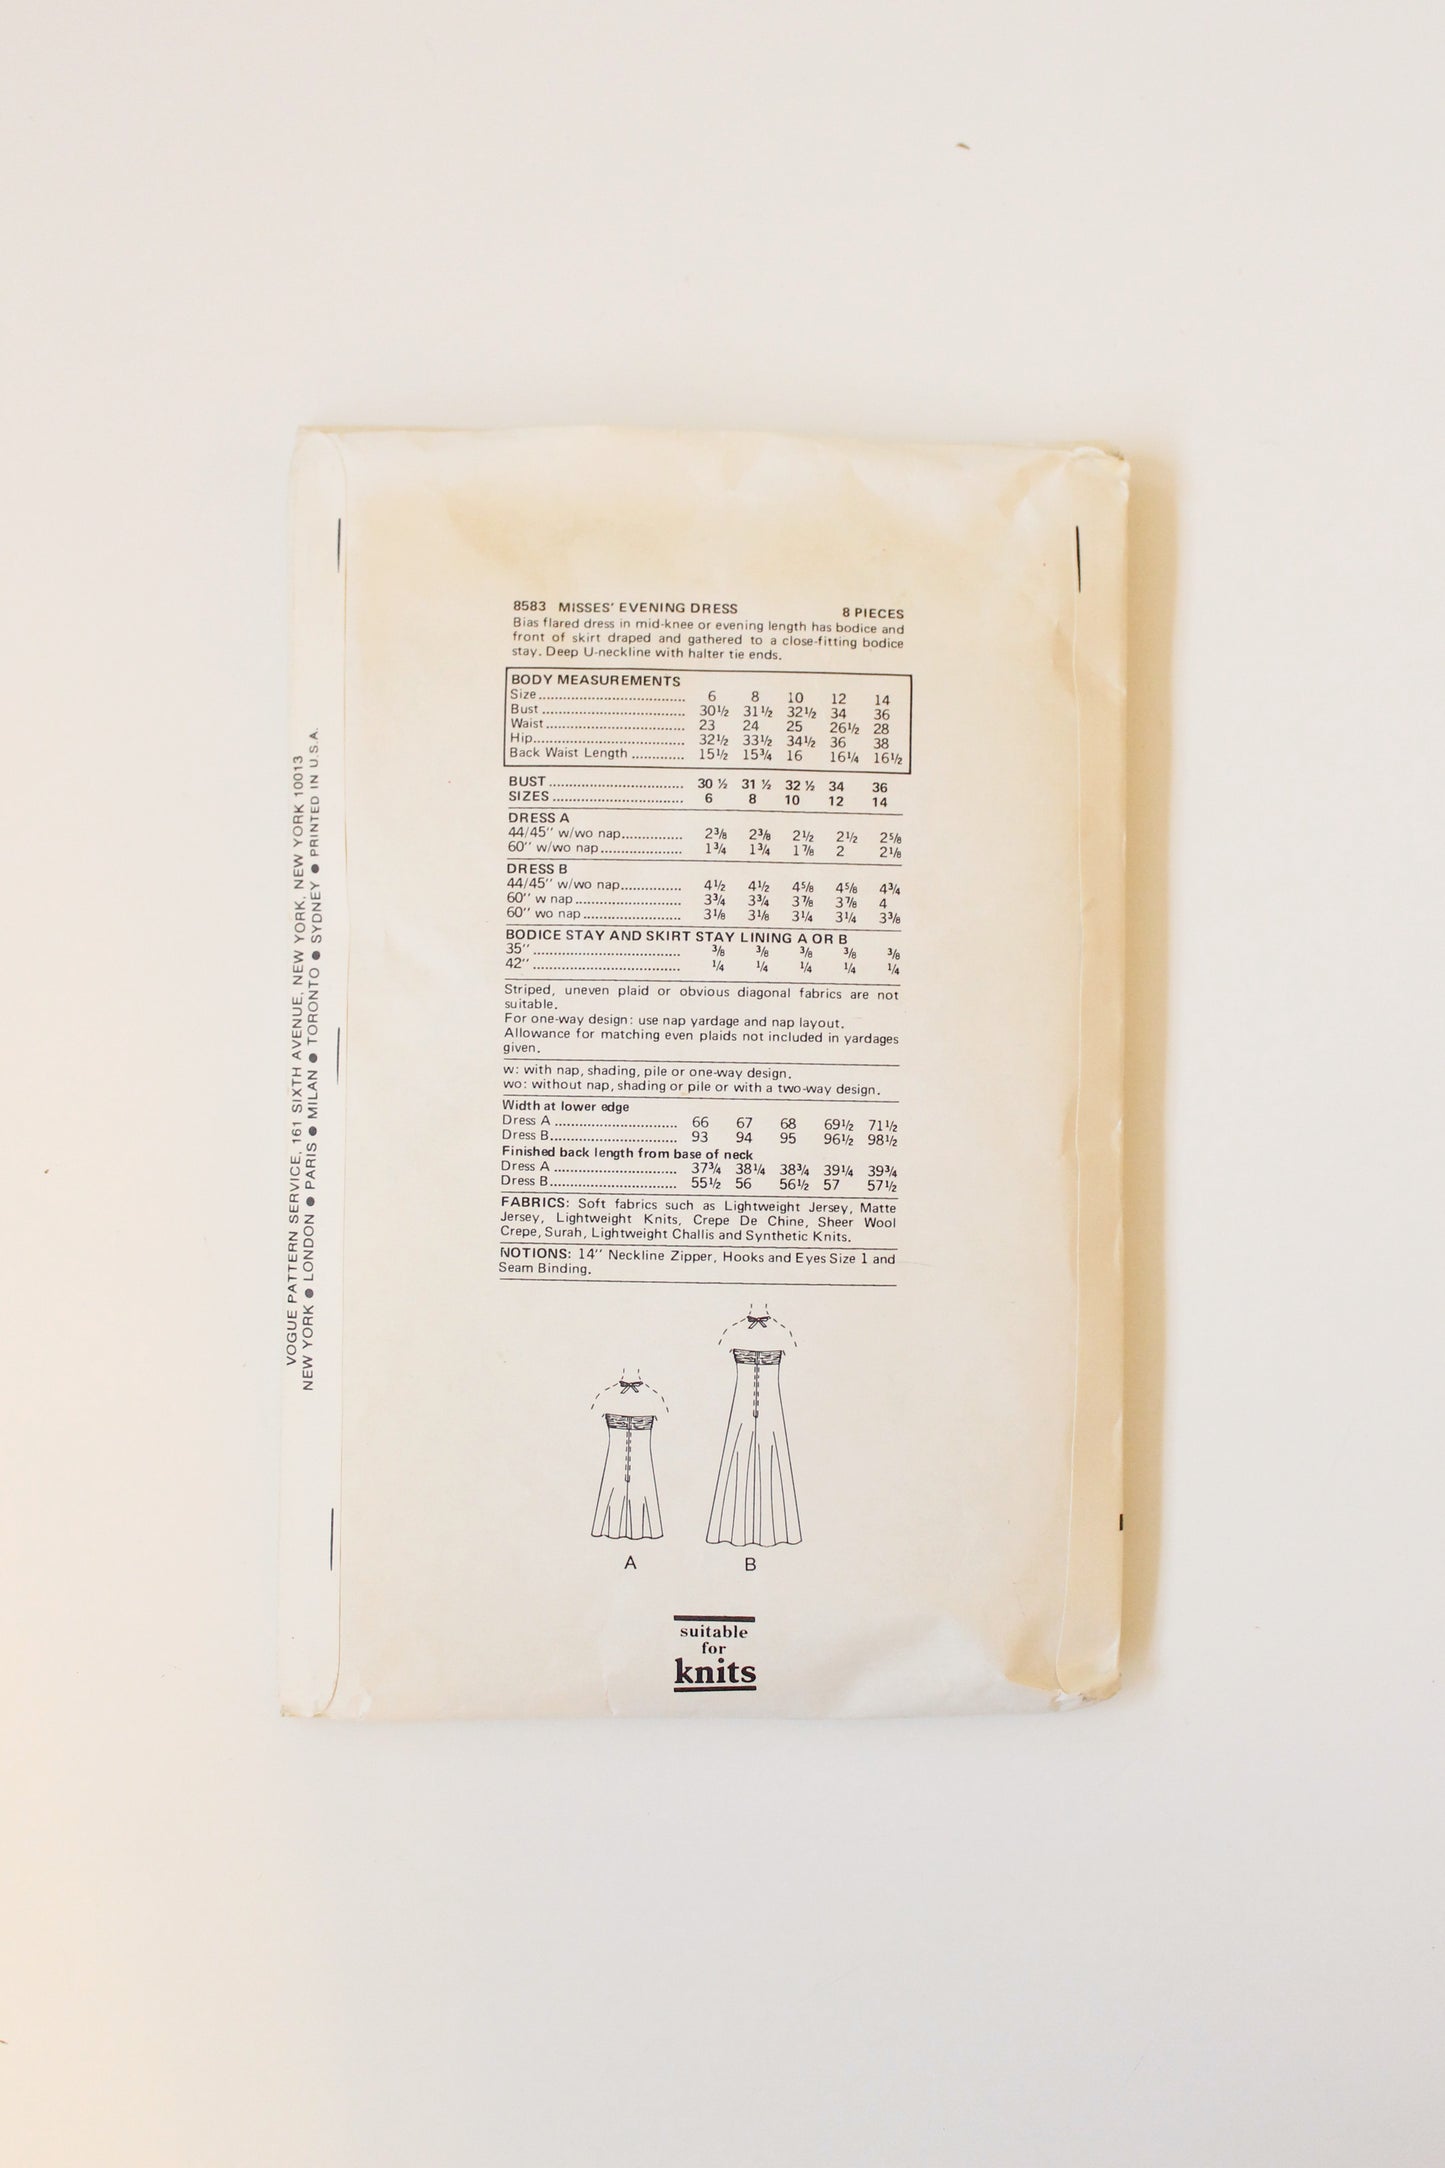 8583 MISSES' EVENING DRESS 8 PIECES
Bias flared dress in mid-knee or evening length has bodice and
front of skirt draped and gathered to a close-fitting bodice
stay. Deep U-neckline with halter tie ends.
BODY MEASUREMENTS
Size 6 8 10 12 14
Bust 30½ 31½ 32½ 34 36
Waist 23 24 25 26½ 28
Hip 32½ 33½ 34½ 36 38
Back Waist Length 15½ 15¾ 16 16¼ 16½
BUST 30 ½ 31 ½ 32 ½ 34 36
SIZES 6 8 10 12 14
DRESS A
44/45'' w/wo nap 2⅜ 2⅜ 2½ 2½ 2⅝
60'' w/wo nap 1¾ 1¾ 1⅞ 2 2⅛
DRESS B
44/45'' w/wo nap 4½ 4½ 4⅝ 4⅝ 4¾
60'' w nap 3¾ 3¾ 3⅞ 3⅞ 4
60'' wo nap 3⅛ 3⅛ 3¼ 3¼ 3⅜
BODICE STAY AND SKIRT STAY LINING A OR B
35'' ⅜ ⅜ ⅜ ⅜ ⅜
42'' ¼ ¼ ¼ ¼ ¼
Striped, uneven plaid or obvious diagonal fabrics are not
suitable.
For one-way design: use nap yardage and nap layout.
Allowance for matching even plaids not included in yardages
given.
w: with nap, shading, pile or one-way design.
wo: without nap, shading or pile or with a two-way design.
Width at lower edge
Dress A 66 67 68 69½ 71½
Dress B 93 94 95 96½ 98½
Finished back length from base of neck
Dress A 37¾ 38¼ 38¾ 39¼ 39¾
Dress B 55½ 56 56½ 57 57½
FABRICS: Soft fabrics such as Lightweight Jersey, Matte
Jersey, Lightweight Knits, Crepe De Chine, Sheer Wool
Crepe, Surah, Lightweight Challis and Synthetic Knits.
NOTIONS: 14'' Neckline Zipper, Hooks and Eyes Size 1 and
Seam Binding.
A B
suitable
for
knits
VOGUE PATTERN SERVICE, 161 SIXTH AVENUE, NEW YORK, NEW YORK 10013
NEW YORK ● LONDON ● PARIS ● MILAN ● TORONTO ● SYDNEY ● PRINTED IN U.S.A.